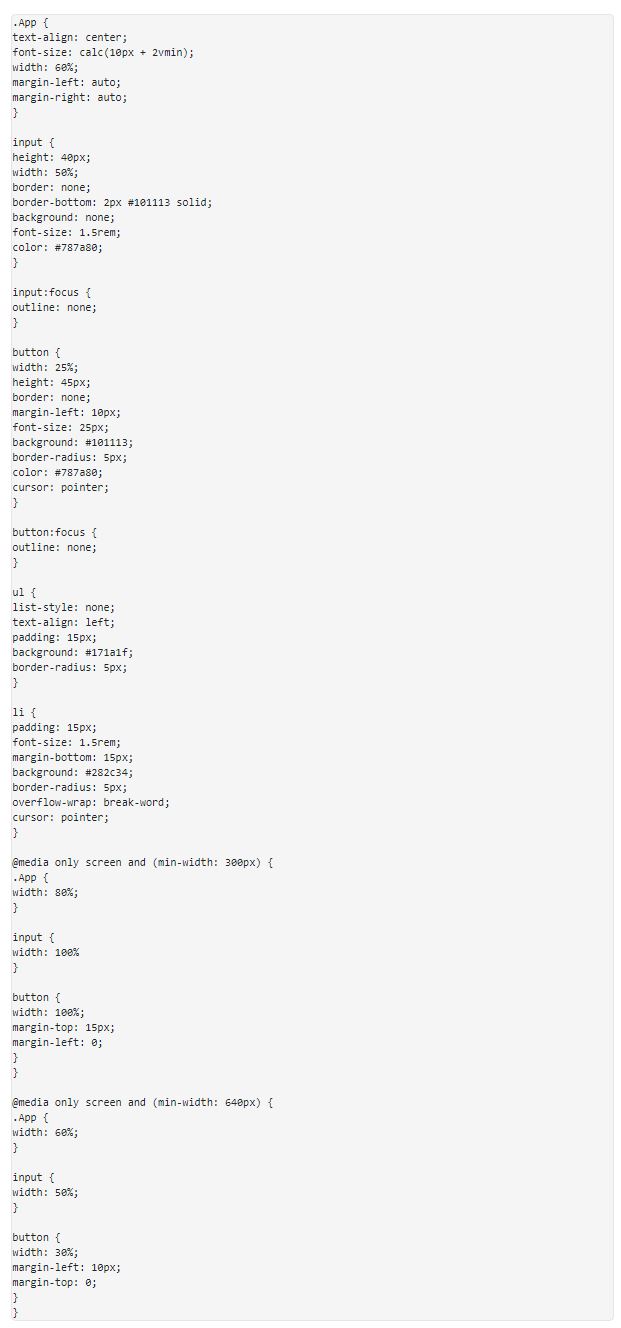 .App {
text-align: center;
font-size: calc(10px + 2vmin);
width: 60%;
margin-left: auto;
margin-right: auto;
}

input {
height: 40px;
width: 50%;
border: none;
border-bottom: 2px #101113 solid;
background: none;
font-size: 1.5rem;
color: #787a80;
}

input:focus {
outline: none;
}

button {
width: 25%;
height: 45px;
border: none;
margin-left: 10px;
font-size: 25px;
background: #101113;
border-radius: 5px;
color: #787a80;
cursor: pointer;
}

button:focus {
outline: none;
}

ul {
list-style: none;
text-align: left;
padding: 15px;
background: #171a1f;
border-radius: 5px;
}

li {
padding: 15px;
font-size: 1.5rem;
margin-bottom: 15px;
background: #282c34;
border-radius: 5px;
overflow-wrap: break-word;
cursor: pointer;
}

@media only screen and (min-width: 300px) {
.App {
width: 80%;
}

input {
width: 100%
}

button {
width: 100%;
margin-top: 15px;
margin-left: 0;
}
}

@media only screen and (min-width: 640px) {
.App {
width: 60%;
}

input {
width: 50%;
}

button {
width: 30%;
margin-left: 10px;
margin-top: 0;
}
}